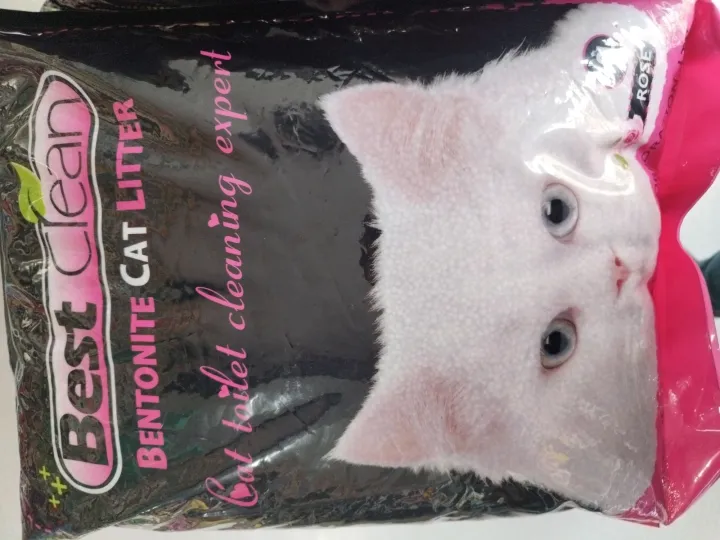 Best Clean
BENTONITE CAT LITTER
Cat toilet cleaning expert
ROSE